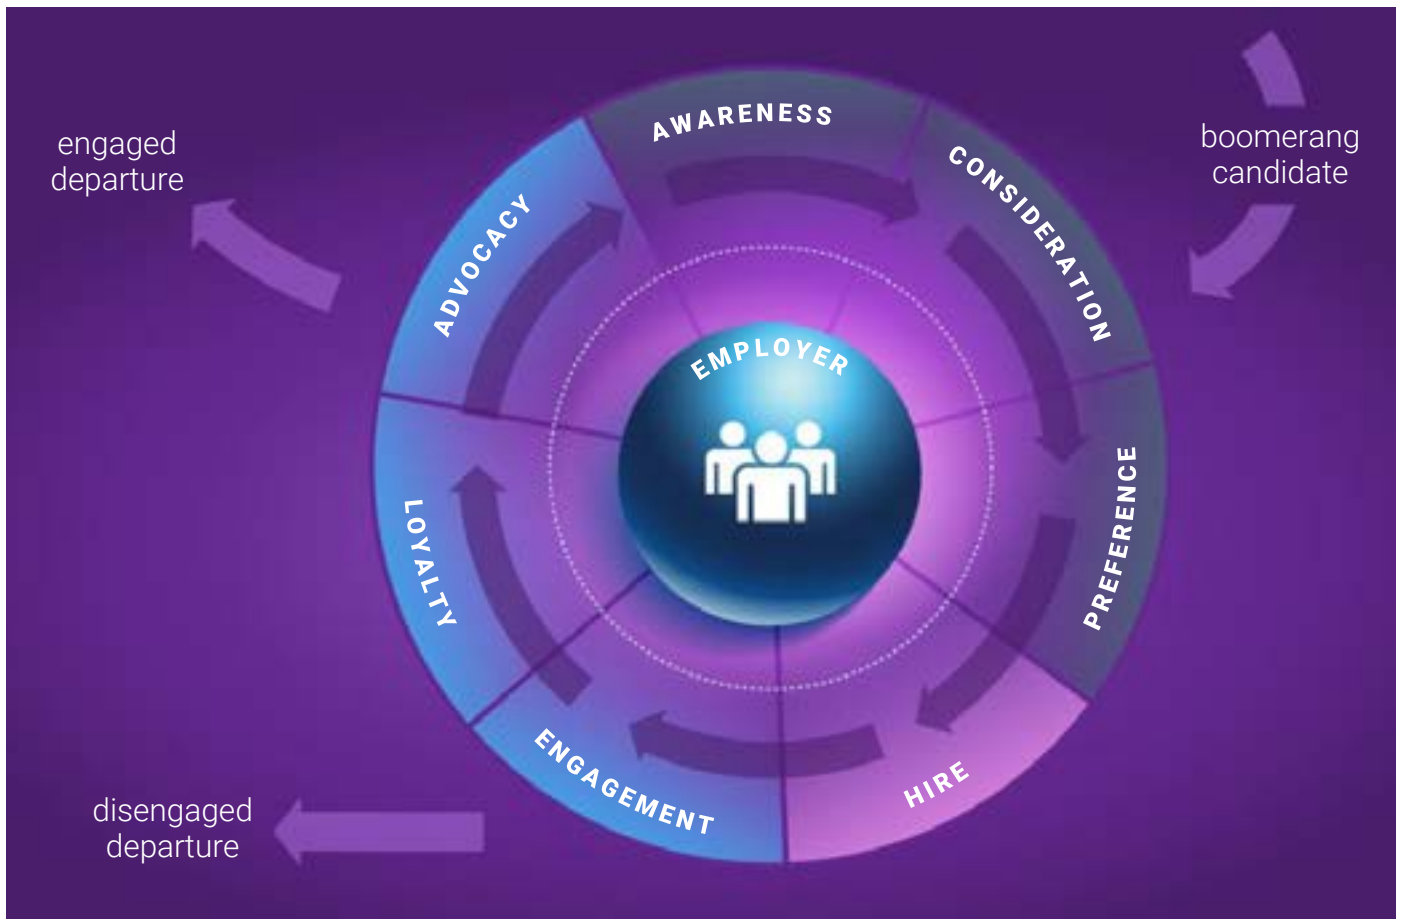 AWARENESS
CONSIDERATION
PREFERENCE
HIRE
ENGAGEMENT
LOYALTY
ADVOCACY
EMPLOYER
engaged
departure
boomerang
candidate
disengaged
departure